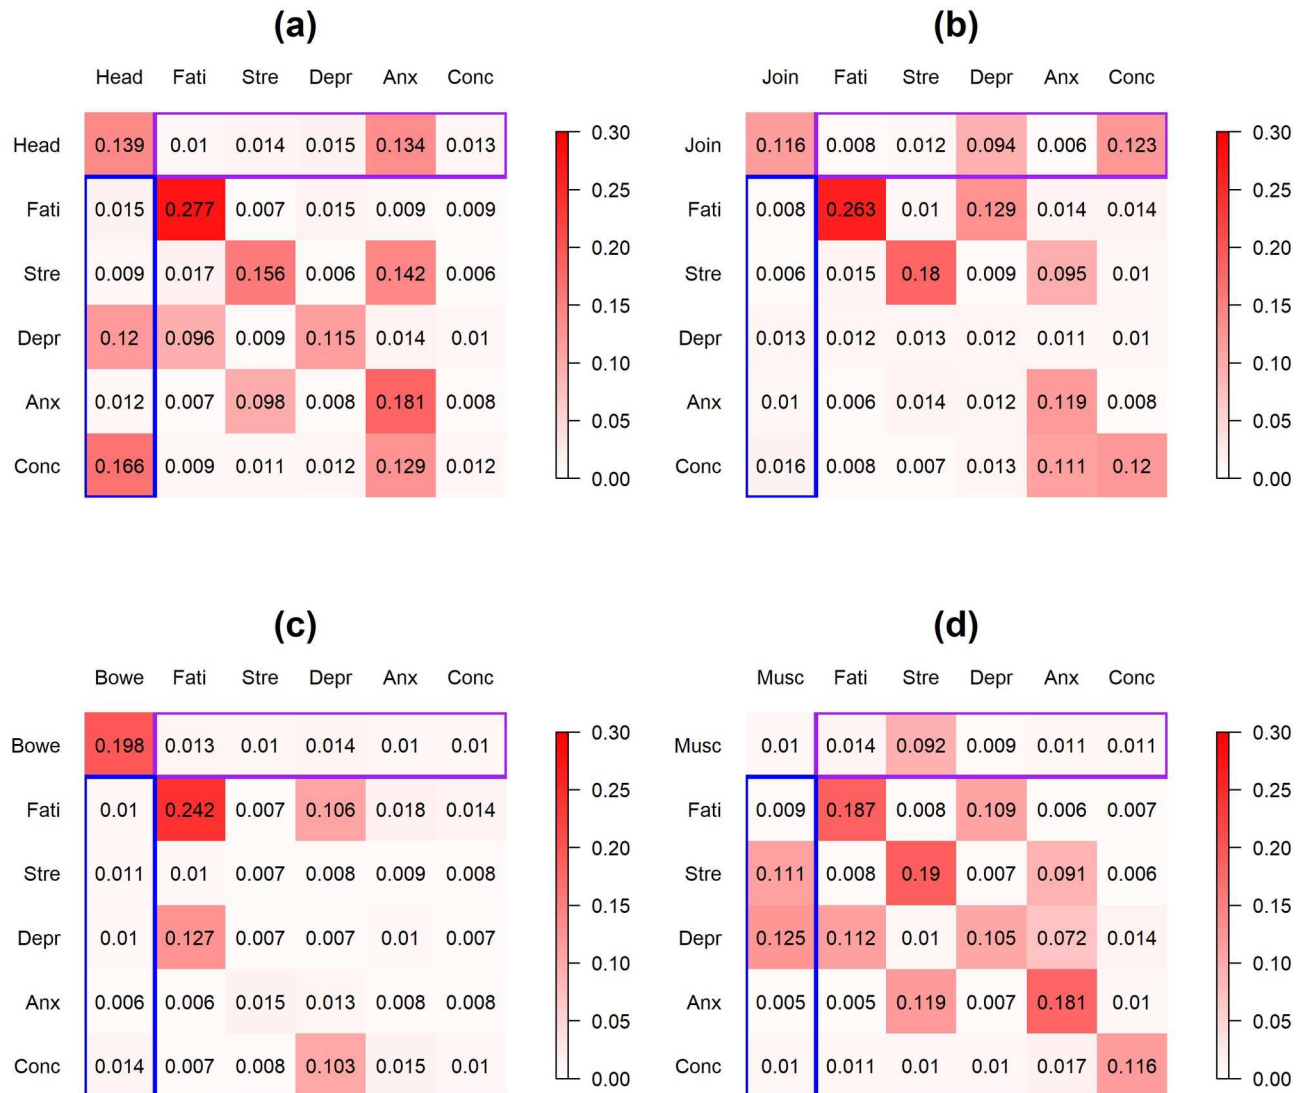 (a)
Head Fati Stre Depr Anx Conc
Head 0.139 0.01 0.014 0.015 0.134 0.013
Fati 0.015 0.277 0.007 0.015 0.009 0.009
Stre 0.009 0.017 0.156 0.006 0.142 0.006
Depr 0.12 0.096 0.009 0.115 0.014 0.01
Anx 0.012 0.007 0.098 0.008 0.181 0.008
Conc 0.166 0.009 0.011 0.012 0.129 0.012
0.30
0.25
0.20
0.15
0.10
0.05
0.00
(b)
Join Fati Stre Depr Anx Conc
Join 0.116 0.008 0.012 0.094 0.006 0.123
Fati 0.008 0.263 0.01 0.129 0.014 0.014
Stre 0.006 0.015 0.18 0.009 0.095 0.01
Depr 0.013 0.012 0.013 0.012 0.011 0.01
Anx 0.01 0.006 0.014 0.012 0.119 0.008
Conc 0.016 0.008 0.007 0.013 0.111 0.12
0.30
0.25
0.20
0.15
0.10
0.05
0.00
(c)
Bowe Fati Stre Depr Anx Conc
Bowe 0.198 0.013 0.01 0.014 0.01 0.01
Fati 0.01 0.242 0.007 0.106 0.018 0.014
Stre 0.011 0.01 0.007 0.008 0.009 0.008
Depr 0.01 0.127 0.007 0.007 0.01 0.007
Anx 0.006 0.006 0.015 0.013 0.008 0.008
Conc 0.014 0.007 0.008 0.103 0.015 0.01
0.30
0.25
0.20
0.15
0.10
0.05
0.00
(d)
Musc Fati Stre Depr Anx Conc
Musc 0.01 0.014 0.092 0.009 0.011 0.011
Fati 0.009 0.187 0.008 0.109 0.006 0.007
Stre 0.111 0.008 0.19 0.007 0.091 0.006
Depr 0.125 0.112 0.01 0.105 0.072 0.014
Anx 0.005 0.005 0.119 0.007 0.181 0.01
Conc 0.01 0.011 0.01 0.01 0.017 0.116
0.30
0.25
0.20
0.15
0.10
0.05
0.00